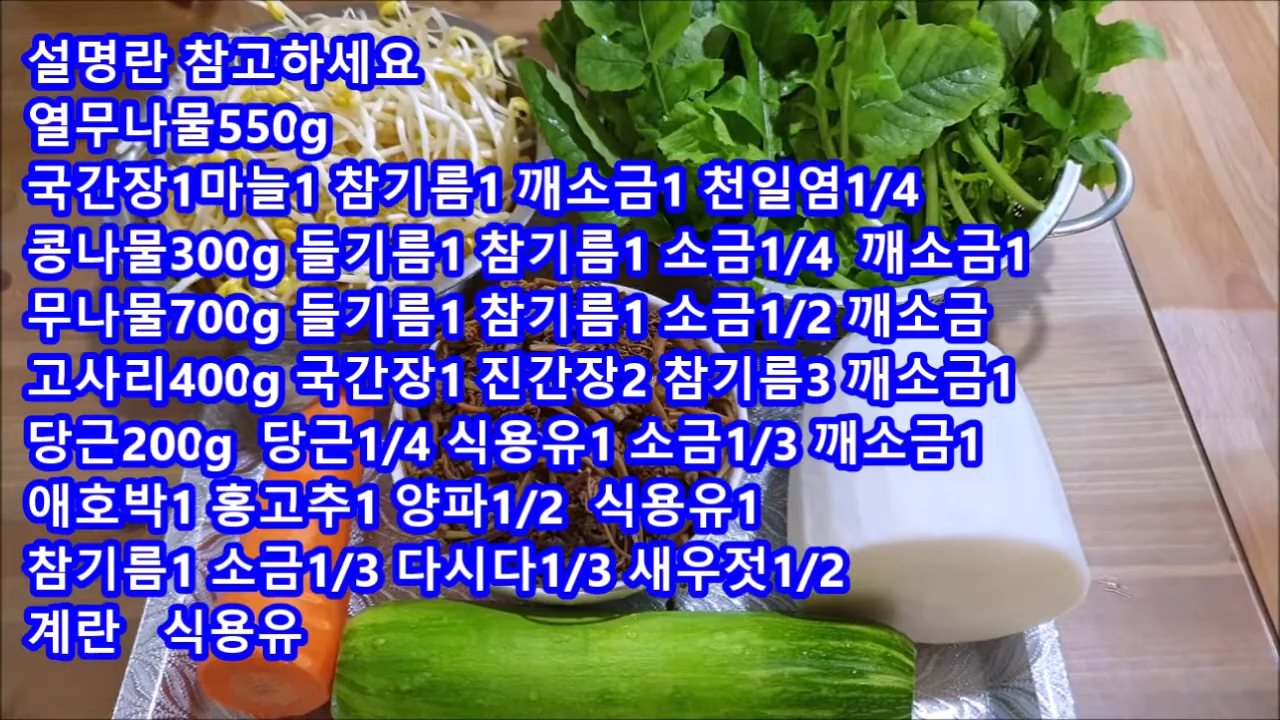 설명란 참고하세요
열무나물550g
국간장1마늘1 참기름1 깨소금1 천일염1/4
콩나물300g 들기름1 참기름1 소금1/4 깨소금1
무나물700g 들기름1 참기름1 소금1/2 깨소금
고사리400g 국간장1 진간장2 참기름3 깨소금1
당근200g 당근1/4 식용유1 소금1/3 깨소금1
애호박1 홍고추1 양파1/2 식용유1
참기름1 소금1/3 다시다1/3 새우젓1/2
계란 식용유